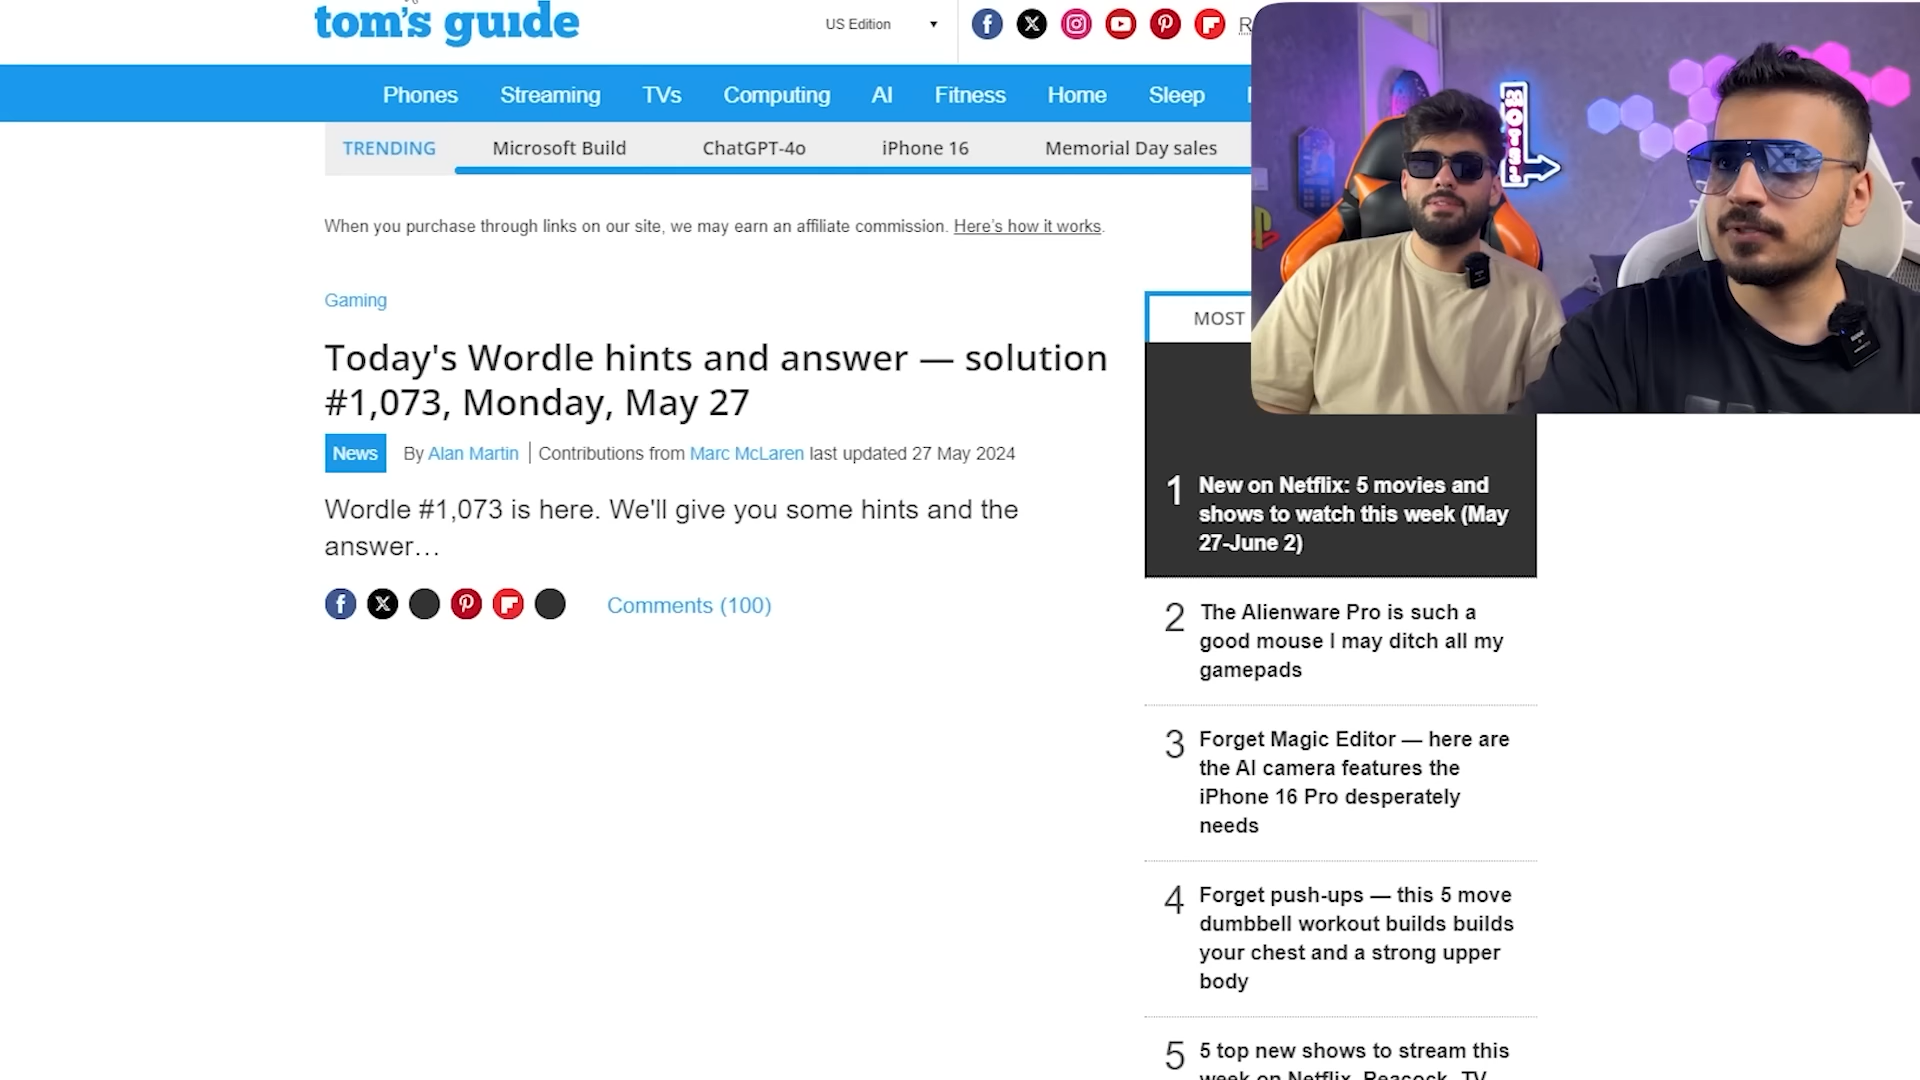 tom's guide
US Edition
Phones Streaming TVs Computing AI Fitness Home Sleep
TRENDING Microsoft Build ChatGPT-4o iPhone 16 Memorial Day sales
When you purchase through links on our site, we may earn an affiliate commission. Here's how it works.
Gaming
MOST
Today's Wordle hints and answer — solution
#1,073, Monday, May 27
News By Alan Martin | Contributions from Marc McLaren last updated 27 May 2024
Wordle #1,073 is here. We'll give you some hints and the
answer…
Comments (100)
1 New on Netflix: 5 movies and
shows to watch this week (May
27-June 2)
2 The Alienware Pro is such a
good mouse I may ditch all my
gamepads
3 Forget Magic Editor — here are
the AI camera features the
iPhone 16 Pro desperately
needs
4 Forget push-ups — this 5 move
dumbbell workout builds builds
your chest and a strong upper
body
5 5 top new shows to stream this
week on Netflix, Peacock, TV